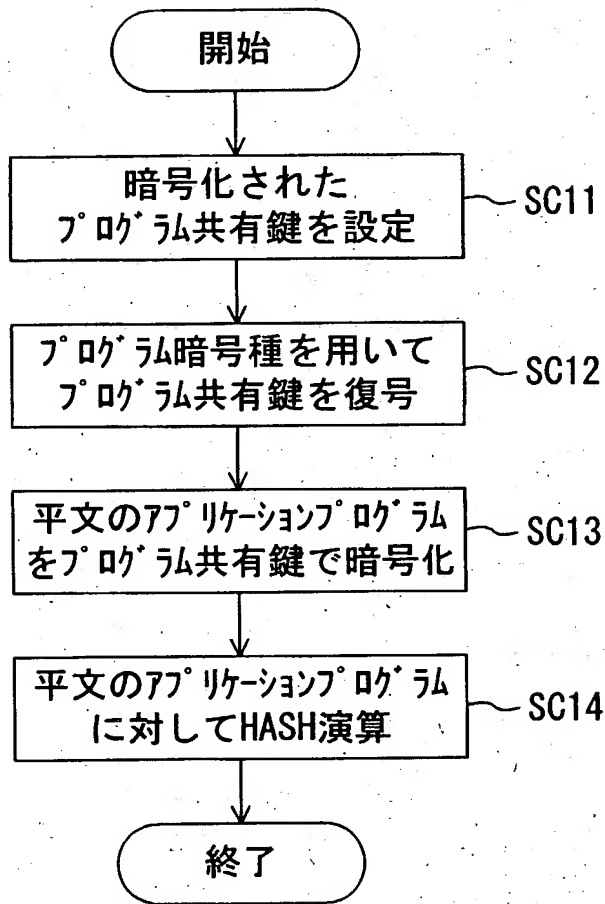 開始
暗号化された
ﾌﾟﾛｸﾞﾗﾑ共有鍵を設定
SC11
ﾌﾟﾛｸﾞﾗﾑ暗号種を用いて
ﾌﾟﾛｸﾞﾗﾑ共有鍵を復号
SC12
平文のｱﾌﾟﾘｹｰｼｮﾝﾌﾟﾛｸﾞﾗﾑ
をﾌﾟﾛｸﾞﾗﾑ共有鍵で暗号化
SC13
平文のｱﾌﾟﾘｹｰｼｮﾝﾌﾟﾛｸﾞﾗﾑ
に対してHASH演算
SC14
終了